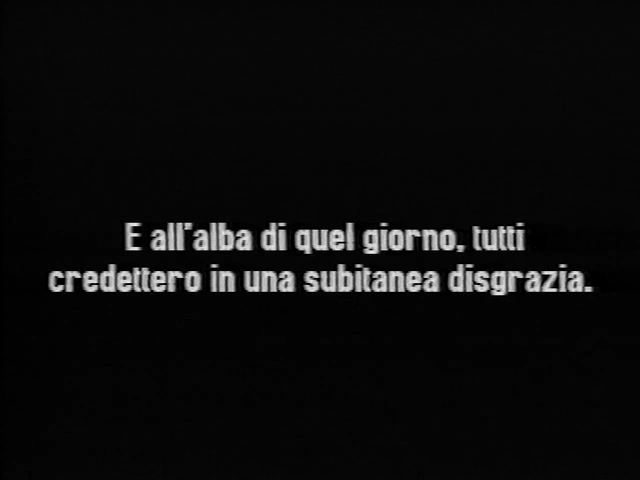 E all'alba di quel giorno, tutti
credettero in una subitanea disgrazia.